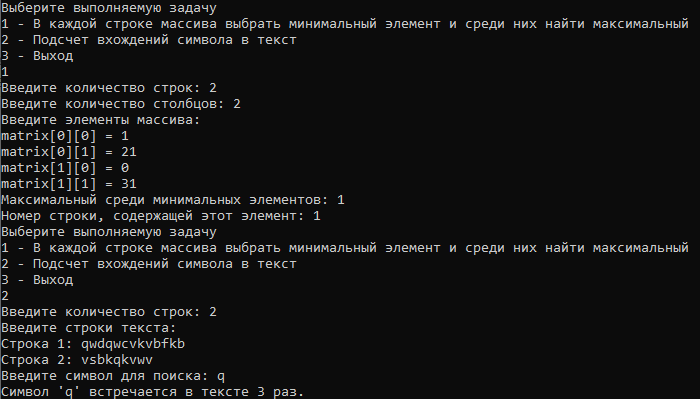 Выберите выполняемую задачу
1 - В каждой строке массива выбрать минимальный элемент и среди них найти максимальный
2 - Подсчет вхождений символа в текст
3 - Выход
1
Введите количество строк: 2
Введите количество столбцов: 2
Введите элементы массива:
matrix[0][0] = 1
matrix[0][1] = 21
matrix[1][0] = 0
matrix[1][1] = 31
Максимальный среди минимальных элементов: 1
Номер строки, содержащей этот элемент: 1
Выберите выполняемую задачу
1 - В каждой строке массива выбрать минимальный элемент и среди них найти максимальный
2 - Подсчет вхождений символа в текст
3 - Выход
2
Введите количество строк: 2
Введите строки текста:
Строка 1: qwdqwcvkvbfkb
Строка 2: vsbkqkvwv
Введите символ для поиска: q
Символ 'q' встречается в тексте 3 раз.